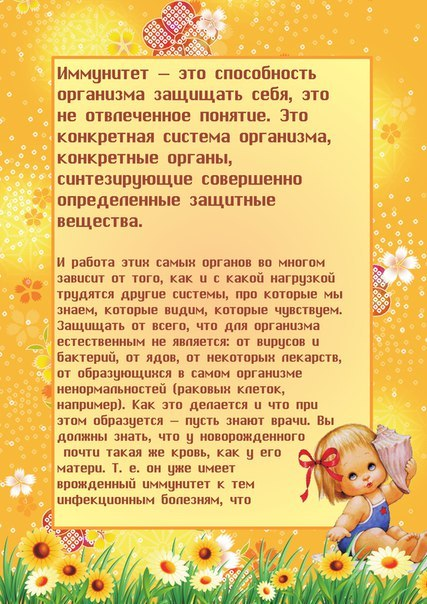 Иммунитет – это способность
организма защищать себя, это
не отвлеченное понятие. Это
конкретная система организма,
конкретные органы,
синтезирующие совершенно
определенные защитные
вещества.
И работа этих самых органов во многом
зависит от того, как и с какой нагрузкой
трудятся другие системы, про которые мы
знаем, которые видим, которые чувствуем.
Защищать от всего, что для организма
естественным не является: от вирусов и
бактерий, от ядов, от некоторых лекарств,
от образующихся в самом организме
ненормальностей (раковых клеток,
например). Как это делается и что при
этом образуется – пусть знают врачи. Вы
должны знать, что у новорожденного
почти такая же кровь, как у его
матери. Т. е. он уже имеет
врожденный иммунитет к тем
инфекционным болезням, что